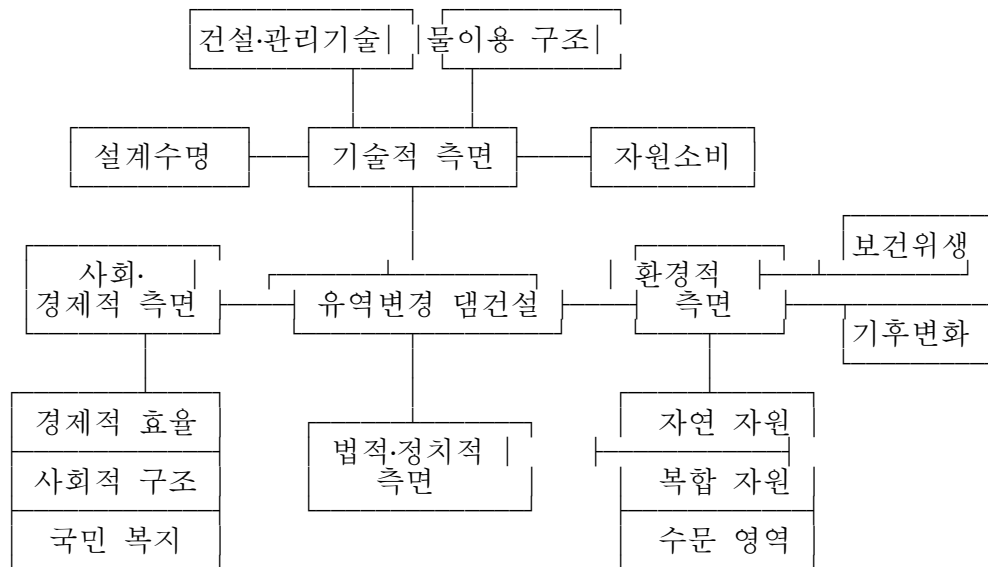 건설·관리기술
물이용 구조
설계수명
기술적 측면
자원소비
보건위생
사회·
경제적 측면
유역변경 댐건설
환경적
측면
기후변화
경제적 효율
사회적 구조
국민 복지
법적·정치적
측면
자연 자원
복합 자원
수문 영역